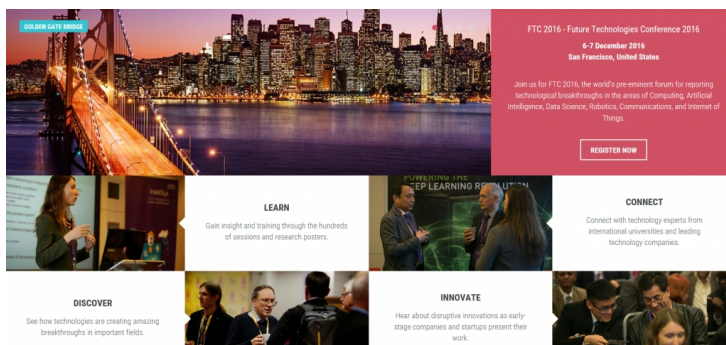 GOLDEN GATE BRIDGE
FTC 2016 - Future Technologies Conference 2016
6-7 December 2016
San Francisco, United States
Join us for FTC 2016, the world's pre-eminent forum for reporting
technological breakthroughs in the areas of Computing, Artificial
Intelligence, Data Science, Robotics, Communications, and Internet of
Things.
REGISTER NOW
LEARN
Gain insight and training through the hundreds
of sessions and research posters.
POWERING THE
DEEP LEARNING REVOLUTION
CONNECT
Connect with technology experts from
international universities and leading
technology companies.
DISCOVER
See how technologies are creating amazing
breakthroughs in important fields.
INNOVATE
Hear about disruptive innovations as early-
stage companies and startups present their
work.